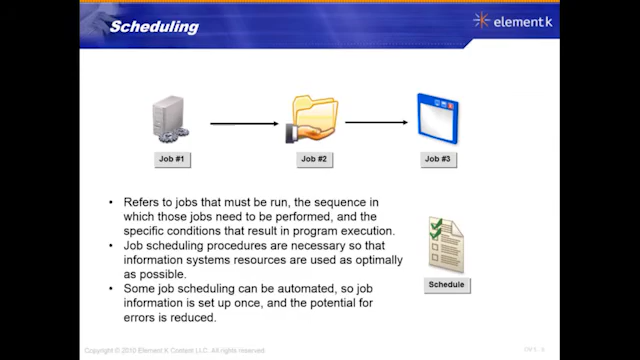 Scheduling
element k
Job #1
Job #2
Job #3
• Refers to jobs that must be run, the sequence in
which those jobs need to be performed, and the
specific conditions that result in program execution.
• Job scheduling procedures are necessary so that
information systems resources are used as optimally
as possible.
• Some job scheduling can be automated, so job
information is set up once, and the potential for
errors is reduced.
Schedule
Copyright © 2010 Element K Content LLC. All rights reserved.